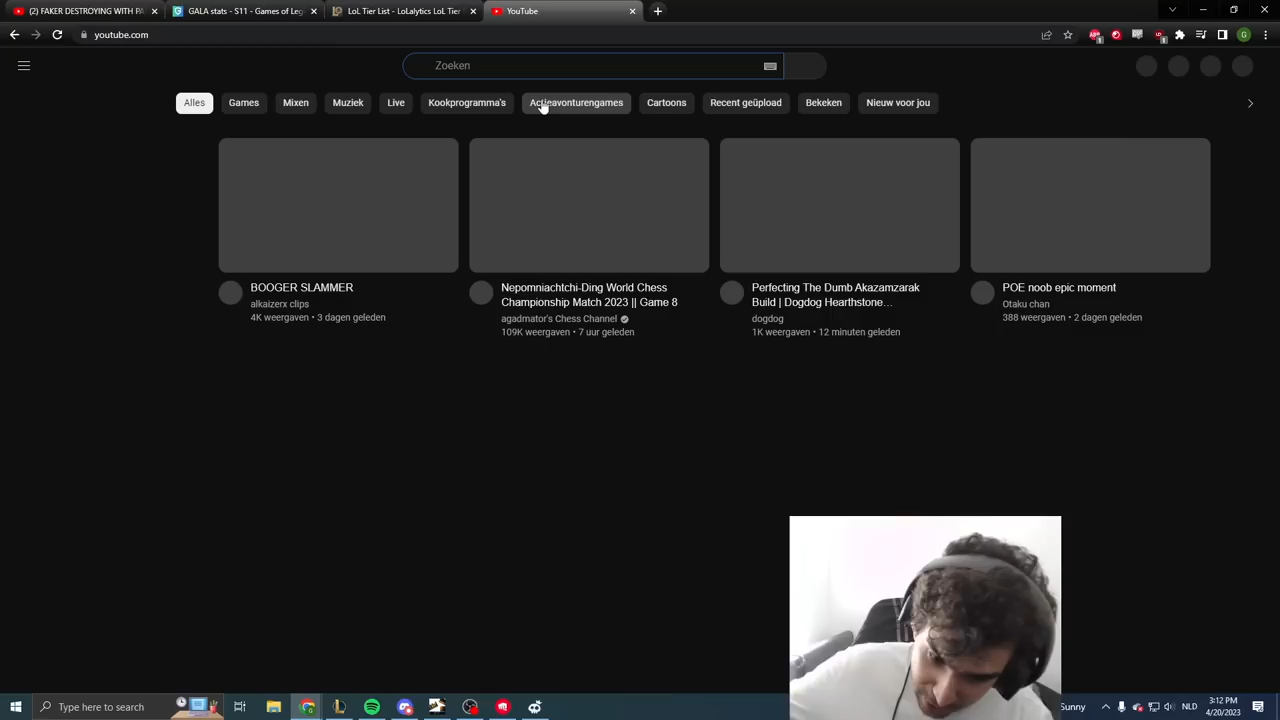 (2) FAKER DESTROYING WITH PA
GALA stats - S11 - Games of Leg
LoL Tier List - LoLalytics LoL Tier
YouTube
youtube.com
Zoeken
Alles
Games
Mixen
Muziek
Live
Kookprogramma's
Actieavonturengames
Cartoons
Recent geüpload
Bekeken
Nieuw voor jou
BOOGER SLAMMER
alkaizerx clips
4K weergaven • 3 dagen geleden
Nepomniachtchi-Ding World Chess
Championship Match 2023 || Game 8
agadmator's Chess Channel
109K weergaven • 7 uur geleden
Perfecting The Dumb Akazamzarak
Build | Dogdog Hearthstone...
dogdog
1K weergaven • 12 minuten geleden
POE noob epic moment
Otaku chan
388 weergaven • 2 dagen geleden
Type here to search
Sunny
NLD
3:12 PM
4/20/2023